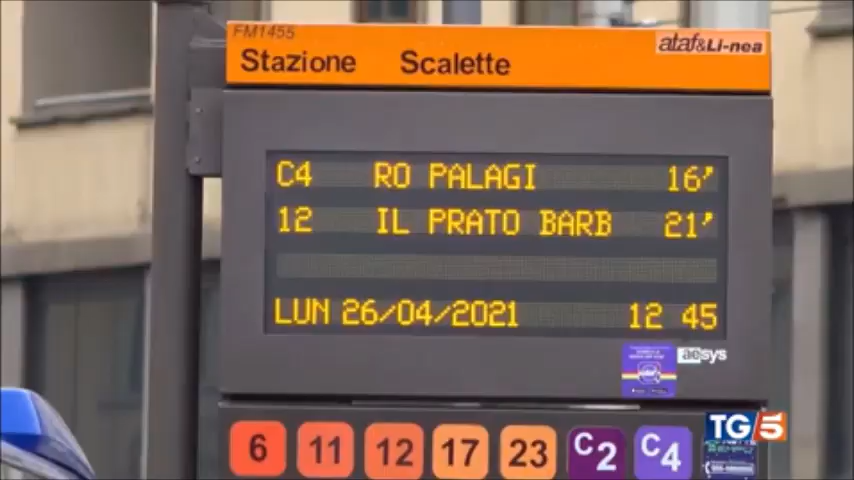 FM1455
ataf&Li-nea
Stazione Scalette
C4 RO PALAGI 16'
12 IL PRATO BARB 21'
LUN 26/04/2021 12 45
aesys
6 11 12 17 23 C2 C4
TG5